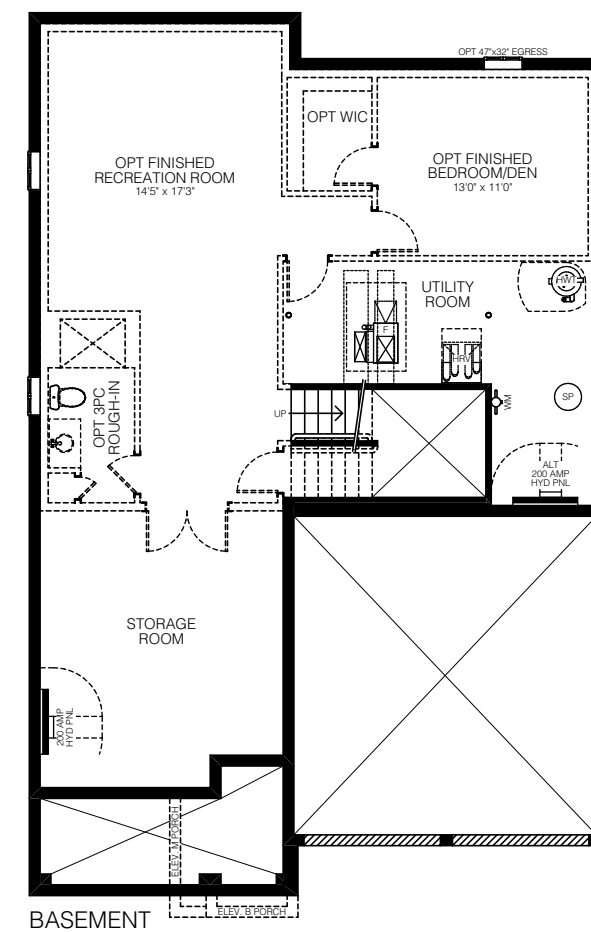 OPT 47"x32" EGRESS
OPT WIC
OPT FINISHED
RECREATION ROOM
14'5" x 17'3"
OPT FINISHED
BEDROOM/DEN
13'0" x 11'0"
UTILITY
ROOM
HWT
F
HRV
OPT 3PC
ROUGH-IN
UP
WM
SP
ALT
200 AMP
HYD PNL
STORAGE
ROOM
200 AMP
HYD PNL
ELEV. M PORCH
ELEV. B PORCH
BASEMENT